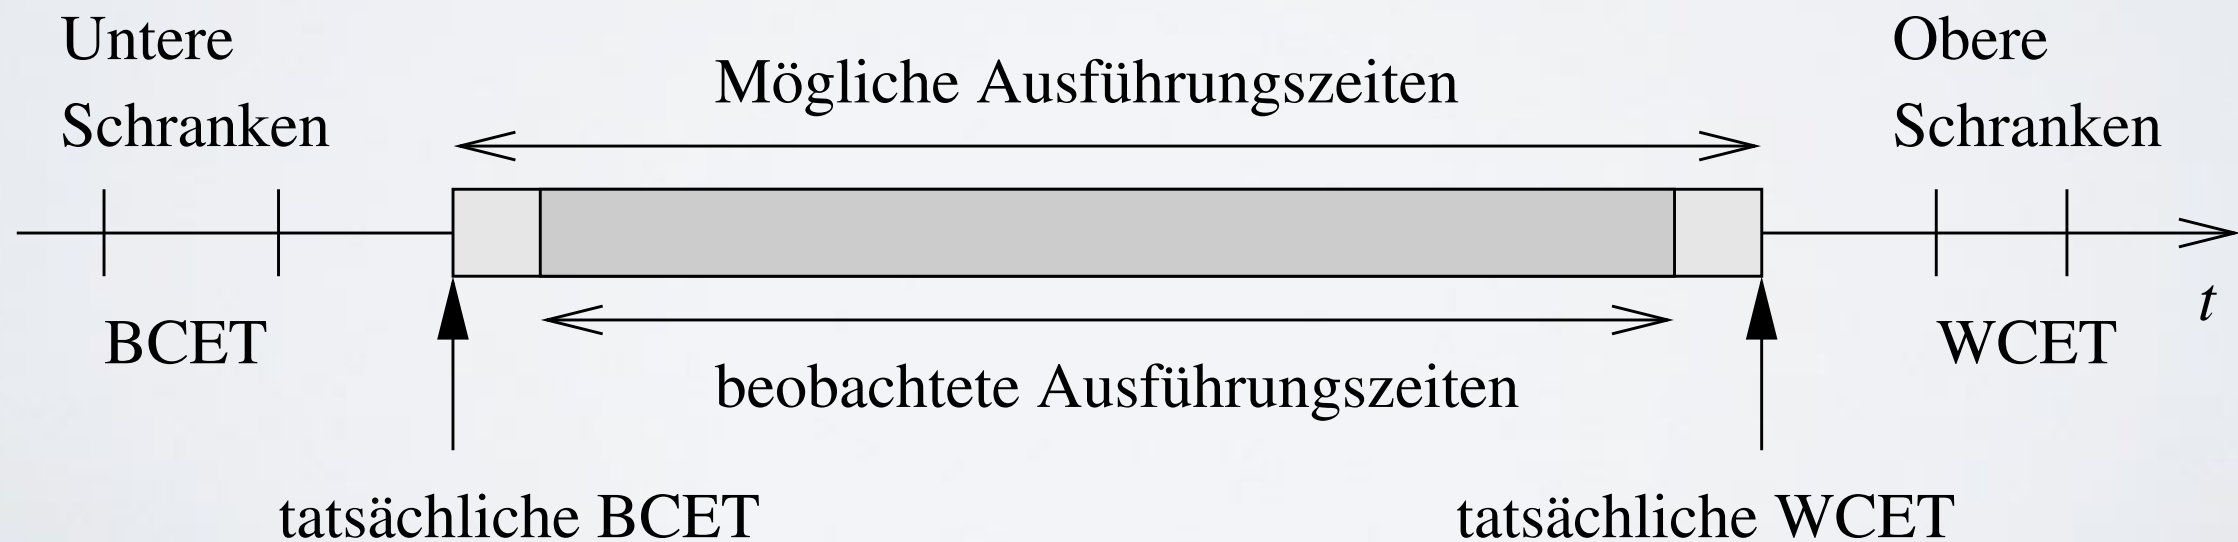 Untere
Schranken
Mögliche Ausführungszeiten
Obere
Schranken
BCET
beobachtete Ausführungszeiten
WCET
t
tatsächliche BCET
tatsächliche WCET